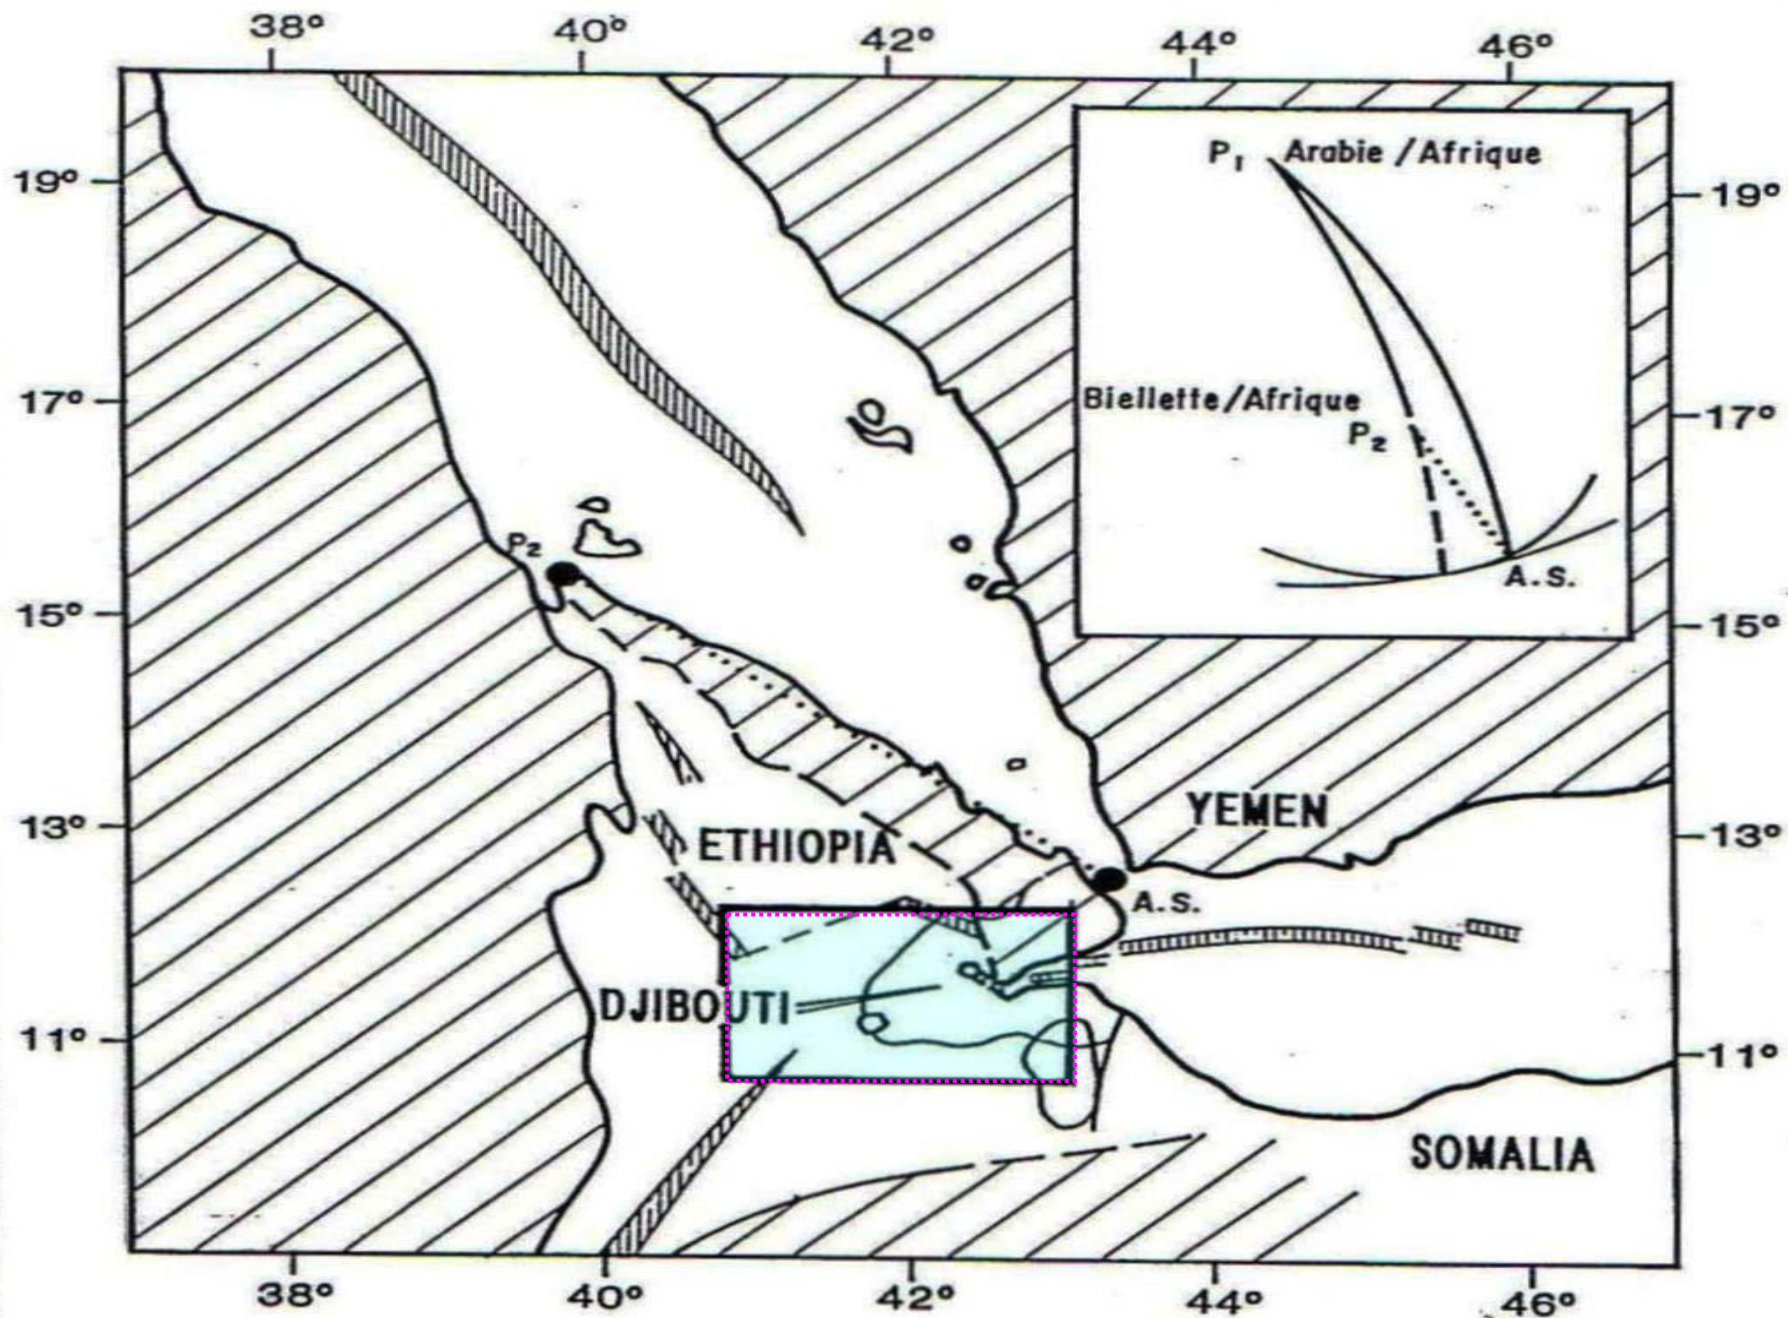 38° 40° 42° 44° 46°
P₁ Arabie /Afrique
19° 19°
Biellette/Afrique
17° 17°
P₂
P₂
A.S.
15° 15°
YEMEN
13° 13°
ETHIOPIA
A.S.
DJIBOUTI
11° 11°
SOMALIA
38° 40° 42° 44° 46°